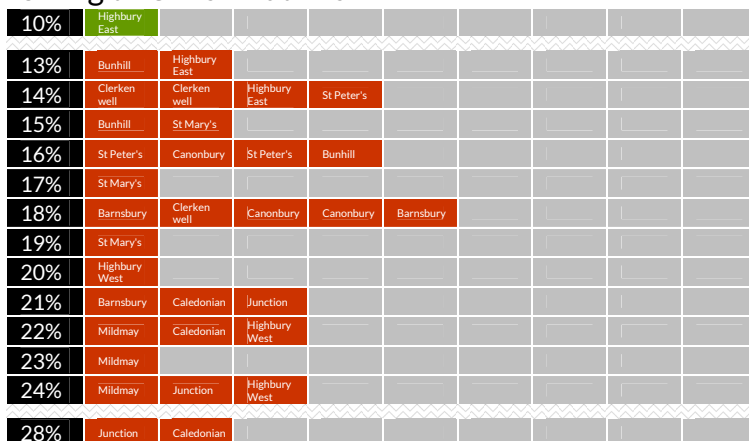 10% Highbury East
13% Bunhill Highbury East
14% Clerken well Clerken well Highbury East St Peter's
15% Bunhill St Mary's
16% St Peter's Canonbury St Peter's Bunhill
17% St Mary's
18% Barnsbury Clerken well Canonbury Canonbury Barnsbury
19% St Mary's
20% Highbury West
21% Barnsbury Caledonian Junction
22% Mildmay Caledonian Highbury West
23% Mildmay
24% Mildmay Junction Highbury West
28% Junction Caledonian